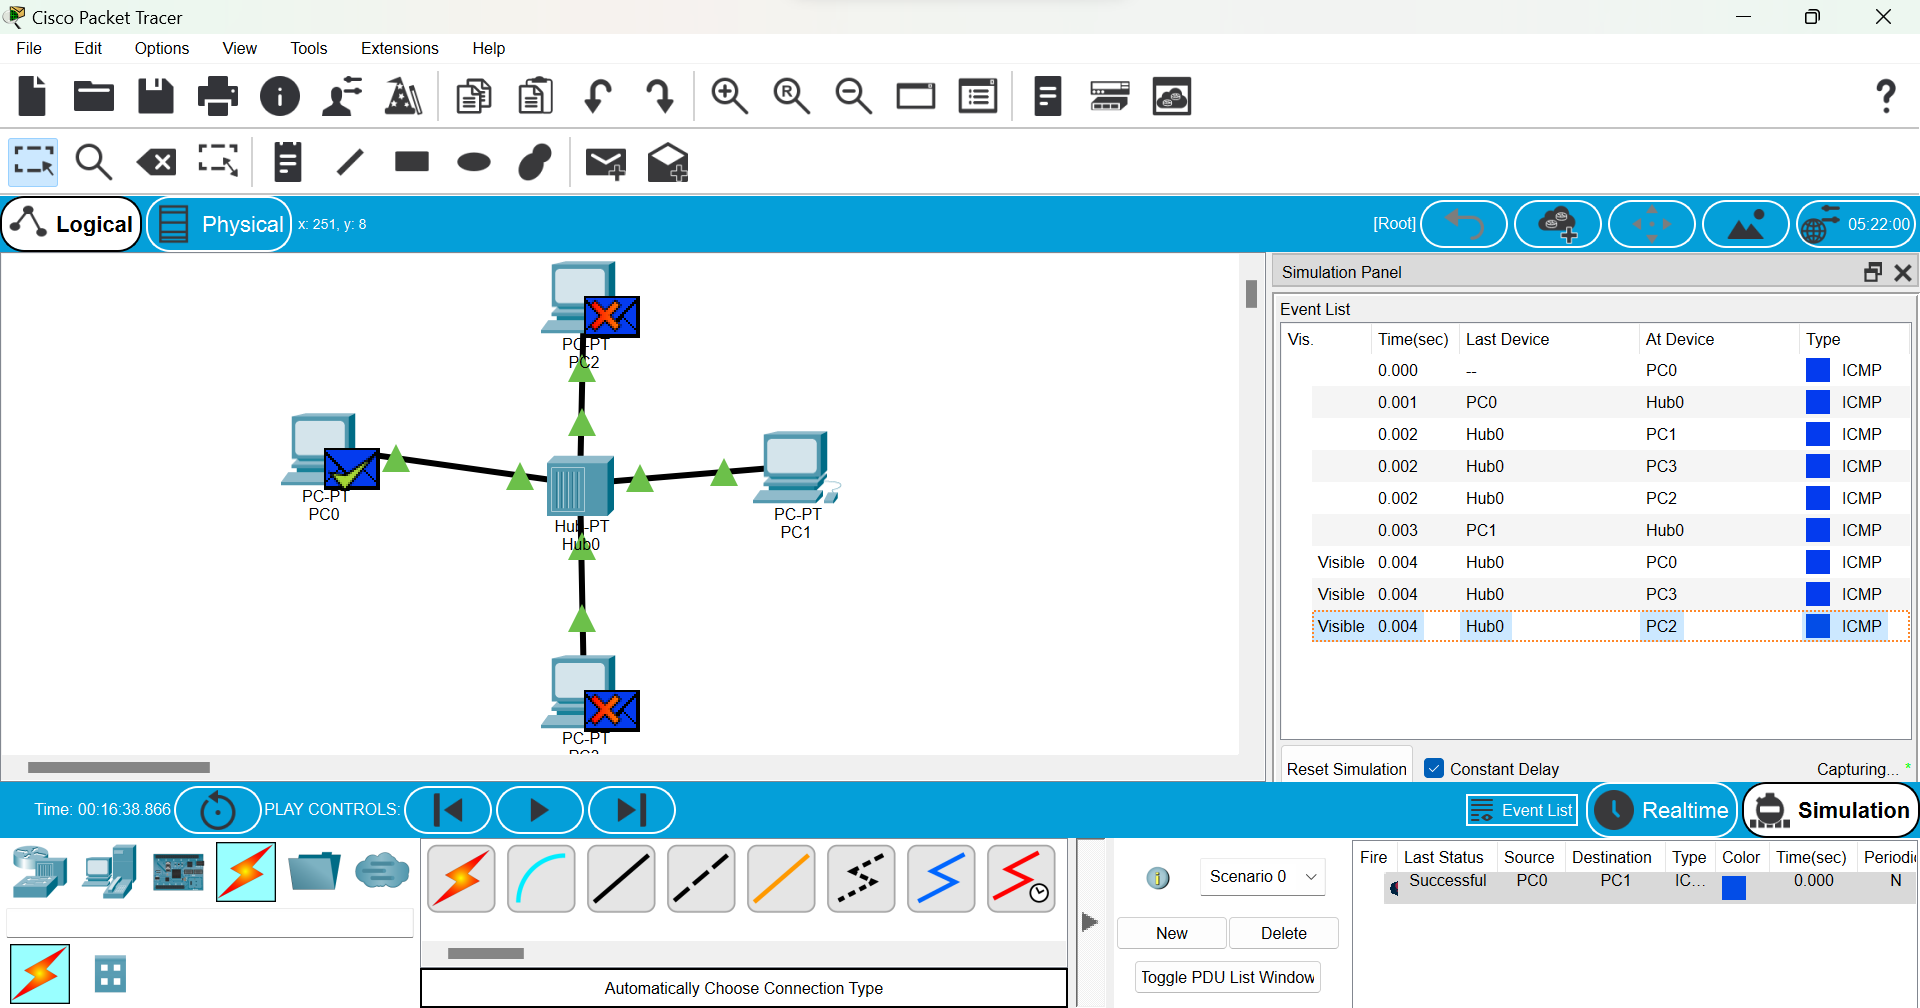 Cisco Packet Tracer
File Edit Options View Tools Extensions Help
Logical Physical x: 251, y: 8 [Root] 05:22:00
Simulation Panel
Event List
Vis. Time(sec) Last Device At Device Type
0.000 -- PC0 ICMP
0.001 PC0 Hub0 ICMP
0.002 Hub0 PC1 ICMP
0.002 Hub0 PC3 ICMP
0.002 Hub0 PC2 ICMP
0.003 PC1 Hub0 ICMP
Visible 0.004 Hub0 PC0 ICMP
Visible 0.004 Hub0 PC3 ICMP
Visible 0.004 Hub0 PC2 ICMP
Reset Simulation Constant Delay Capturing... *
PC-PT
PC2
PC-PT
PC0
Hub-PT
Hub0
PC-PT
PC1
PC-PT
Time: 00:16:38.866 PLAY CONTROLS: Event List Realtime Simulation
Fire Last Status Source Destination Type Color Time(sec) Periodic
Successful PC0 PC1 IC... 0.000 N
Scenario 0
New Delete
Toggle PDU List Window
Automatically Choose Connection Type